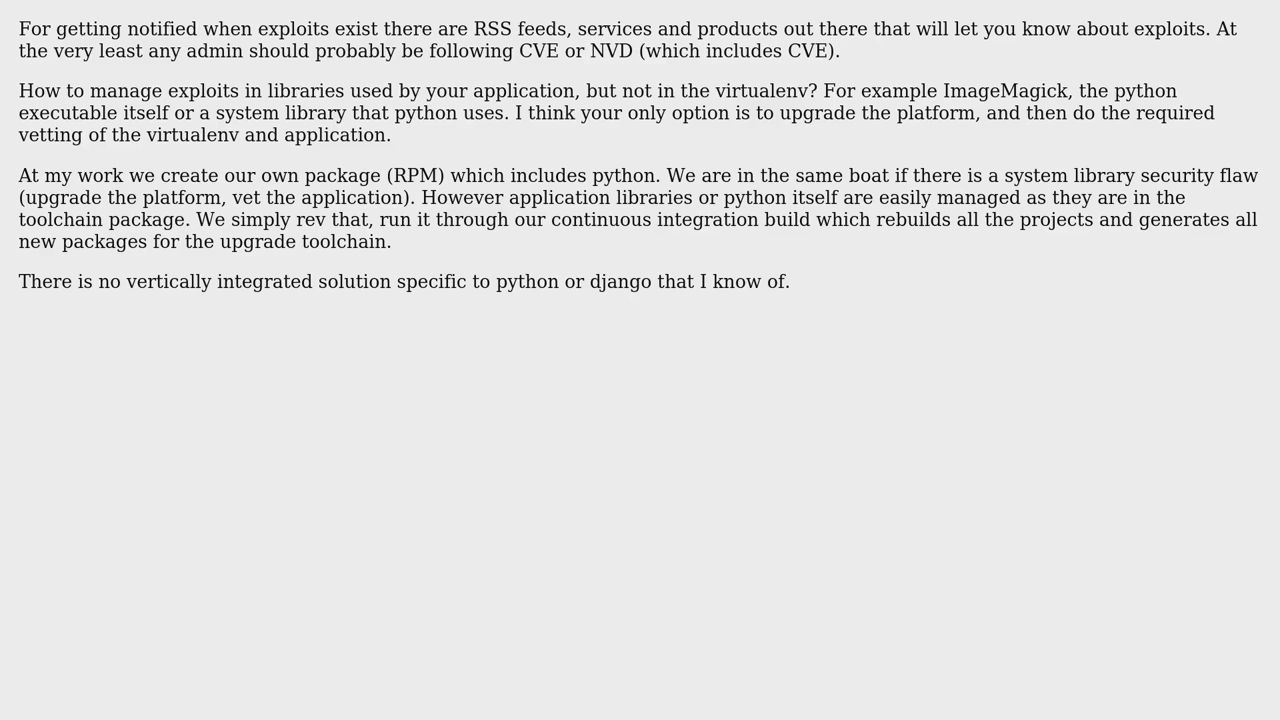 For getting notified when exploits exist there are RSS feeds, services and products out there that will let you know about exploits. At
the very least any admin should probably be following CVE or NVD (which includes CVE).
How to manage exploits in libraries used by your application, but not in the virtualenv? For example ImageMagick, the python
executable itself or a system library that python uses. I think your only option is to upgrade the platform, and then do the required
vetting of the virtualenv and application.
At my work we create our own package (RPM) which includes python. We are in the same boat if there is a system library security flaw
(upgrade the platform, vet the application). However application libraries or python itself are easily managed as they are in the
toolchain package. We simply rev that, run it through our continuous integration build which rebuilds all the projects and generates all
new packages for the upgrade toolchain.
There is no vertically integrated solution specific to python or django that I know of.